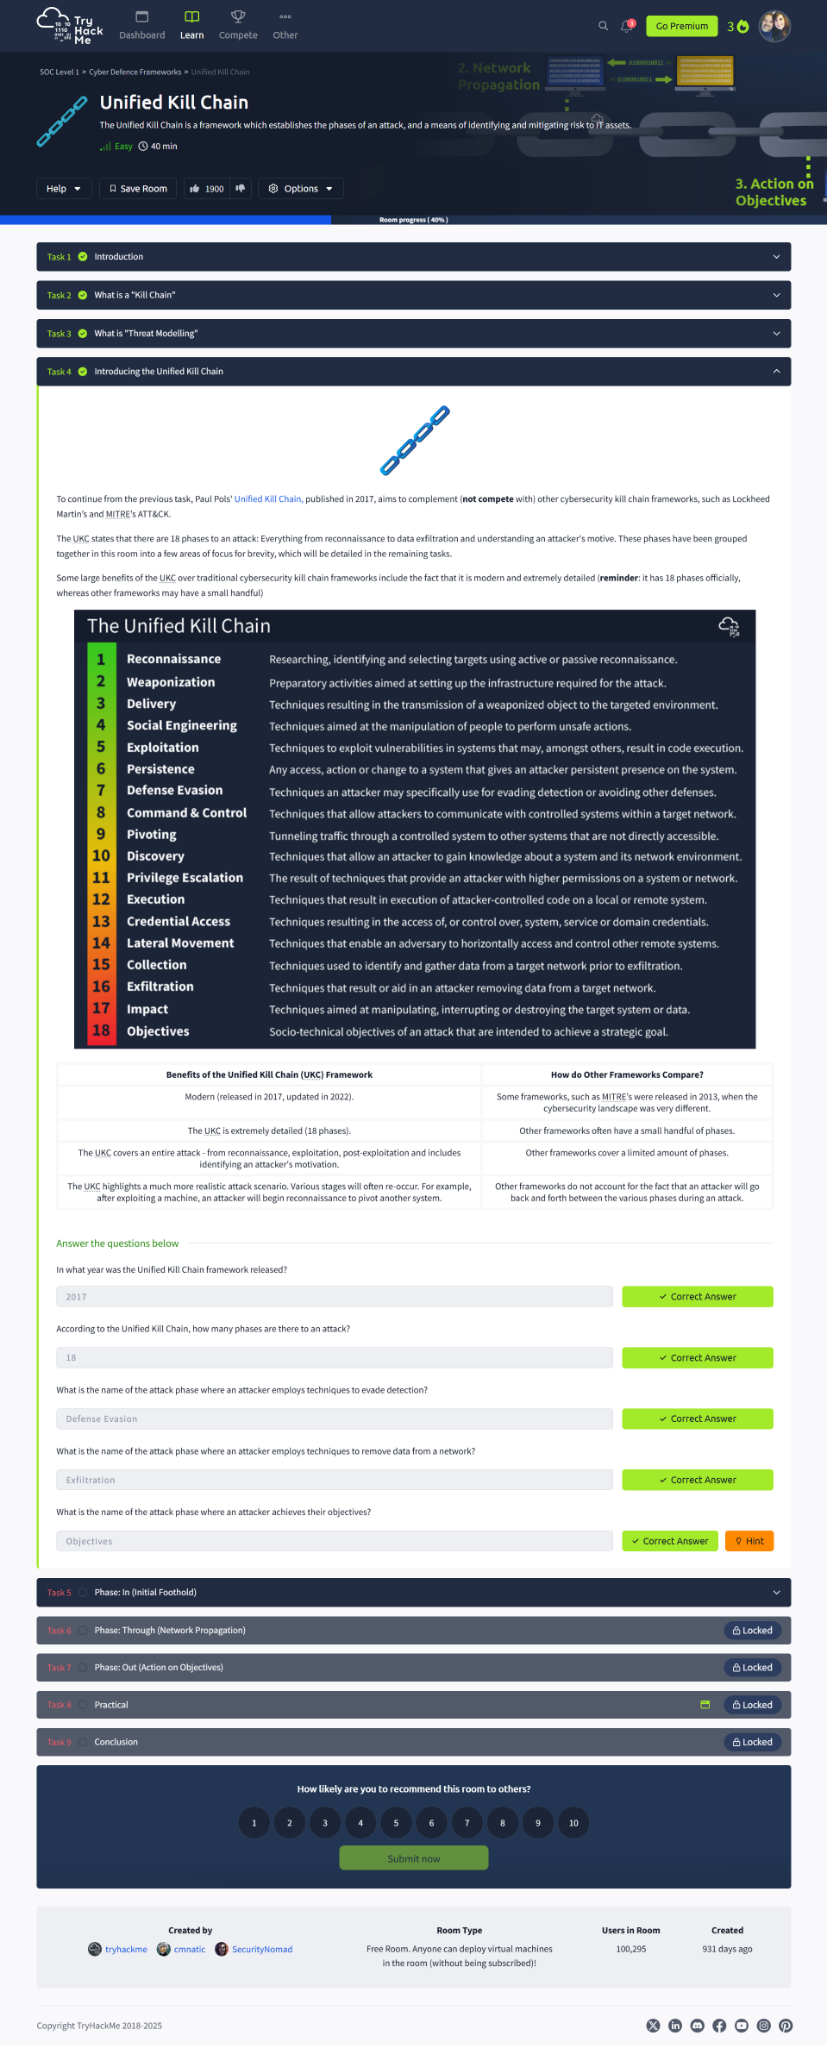 Try
Hack
Me
Dashboard
Learn
Compete
Other
3
Go Premium
3
SOC Level 1 > Cyber Defence Frameworks > Unified Kill Chain
2. Network
Propagation
Unified Kill Chain
The Unified Kill Chain is a framework which establishes the phases of an attack, and a means of identifying and mitigating risk to IT assets.
Easy 40 min
3. Action on
Objectives
Help
Save Room
1900
Options
Room progress ( 40% )
Task 1 Introduction
Task 2 What is a "Kill Chain"
Task 3 What is "Threat Modelling"
Task 4 Introducing the Unified Kill Chain
To continue from the previous task, Paul Pols' Unified Kill Chain, published in 2017, aims to complement (not compete with) other cybersecurity kill chain frameworks, such as Lockheed
Martin's and MITRE's ATT&CK.
The UKC states that there are 18 phases to an attack: Everything from reconnaissance to data exfiltration and understanding an attacker's motive. These phases have been grouped
together in this room into a few areas of focus for brevity, which will be detailed in the remaining tasks.
Some large benefits of the UKC over traditional cybersecurity kill chain frameworks include the fact that it is modern and extremely detailed (reminder: it has 18 phases officially,
whereas other frameworks may have a small handful)
The Unified Kill Chain
1 Reconnaissance Researching, identifying and selecting targets using active or passive reconnaissance.
2 Weaponization Preparatory activities aimed at setting up the infrastructure required for the attack.
3 Delivery Techniques resulting in the transmission of a weaponized object to the targeted environment.
4 Social Engineering Techniques aimed at the manipulation of people to perform unsafe actions.
5 Exploitation Techniques to exploit vulnerabilities in systems that may, amongst others, result in code execution.
6 Persistence Any access, action or change to a system that gives an attacker persistent presence on the system.
7 Defense Evasion Techniques an attacker may specifically use for evading detection or avoiding other defenses.
8 Command & Control Techniques that allow attackers to communicate with controlled systems within a target network.
9 Pivoting Tunneling traffic through a controlled system to other systems that are not directly accessible.
10 Discovery Techniques that allow an attacker to gain knowledge about a system and its network environment.
11 Privilege Escalation The result of techniques that provide an attacker with higher permissions on a system or network.
12 Execution Techniques that result in execution of attacker-controlled code on a local or remote system.
13 Credential Access Techniques resulting in the access of, or control over, system, service or domain credentials.
14 Lateral Movement Techniques that enable an adversary to horizontally access and control other remote systems.
15 Collection Techniques used to identify and gather data from a target network prior to exfiltration.
16 Exfiltration Techniques that result or aid in an attacker removing data from a target network.
17 Impact Techniques aimed at manipulating, interrupting or destroying the target system or data.
18 Objectives Socio-technical objectives of an attack that are intended to achieve a strategic goal.
Benefits of the Unified Kill Chain (UKC) Framework
How do Other Frameworks Compare?
Modern (released in 2017, updated in 2022).
Some frameworks, such as MITRE's were released in 2013, when the
cybersecurity landscape was very different.
The UKC is extremely detailed (18 phases).
Other frameworks often have a small handful of phases.
The UKC covers an entire attack - from reconnaissance, exploitation, post-exploitation and includes
identifying an attacker's motivation.
Other frameworks cover a limited amount of phases.
The UKC highlights a much more realistic attack scenario. Various stages will often re-occur. For example,
after exploiting a machine, an attacker will begin reconnaissance to pivot another system.
Other frameworks do not account for the fact that an attacker will go
back and forth between the various phases during an attack.
Answer the questions below
In what year was the Unified Kill Chain framework released?
2017
Correct Answer
According to the Unified Kill Chain, how many phases are there to an attack?
18
Correct Answer
What is the name of the attack phase where an attacker employs techniques to evade detection?
Defense Evasion
Correct Answer
What is the name of the attack phase where an attacker employs techniques to remove data from a network?
Exfiltration
Correct Answer
What is the name of the attack phase where an attacker achieves their objectives?
Objectives
Correct Answer
Hint
Task 5 Phase: In (Initial Foothold)
Task 6 Phase: Through (Network Propagation) Locked
Task 7 Phase: Out (Action on Objectives) Locked
Task 8 Practical Locked
Task 9 Conclusion Locked
How likely are you to recommend this room to others?
1 2 3 4 5 6 7 8 9 10
Submit now
Created by
tryhackme cmnatic SecurityNomad
Room Type
Free Room. Anyone can deploy virtual machines
in the room (without being subscribed)!
Users in Room
100,295
Created
931 days ago
Copyright TryHackMe 2018-2025